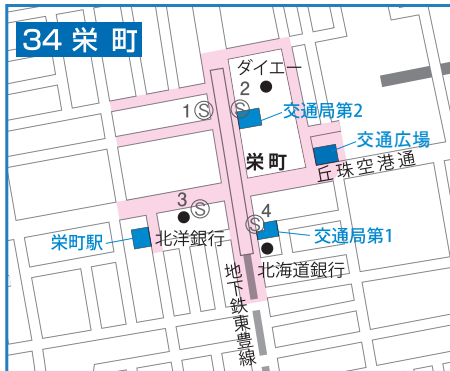 34 栄町
ダイエー
2
1 Ⓢ
Ⓢ
交通局第2
交通広場
栄町
丘珠空港通
3
Ⓢ
4
Ⓢ
栄町駅
北洋銀行
交通局第1
北海道銀行
地下鉄東豊線